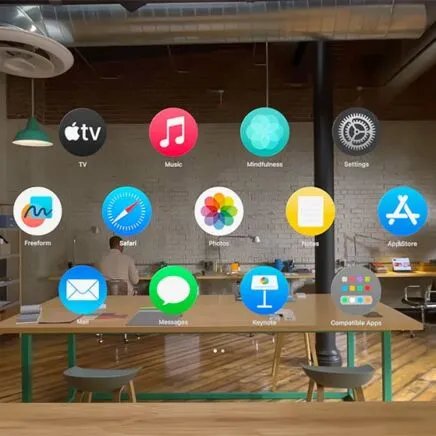 tv
TV
Music
Mindfulness
Settings
Freeform
Safari
Photos
Notes
App Store
Mail
Messages
Keynote
Compatible Apps